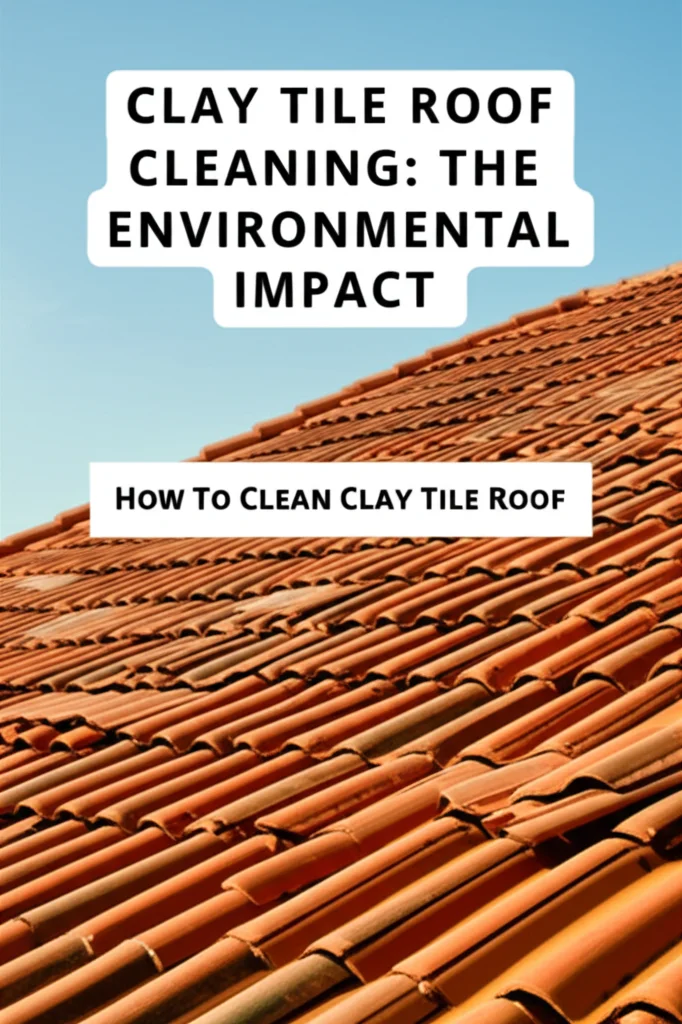 CLAY TILE ROOF
CLEANING: THE
ENVIRONMENTAL
IMPACT
How To Clean Clay Tile Roof